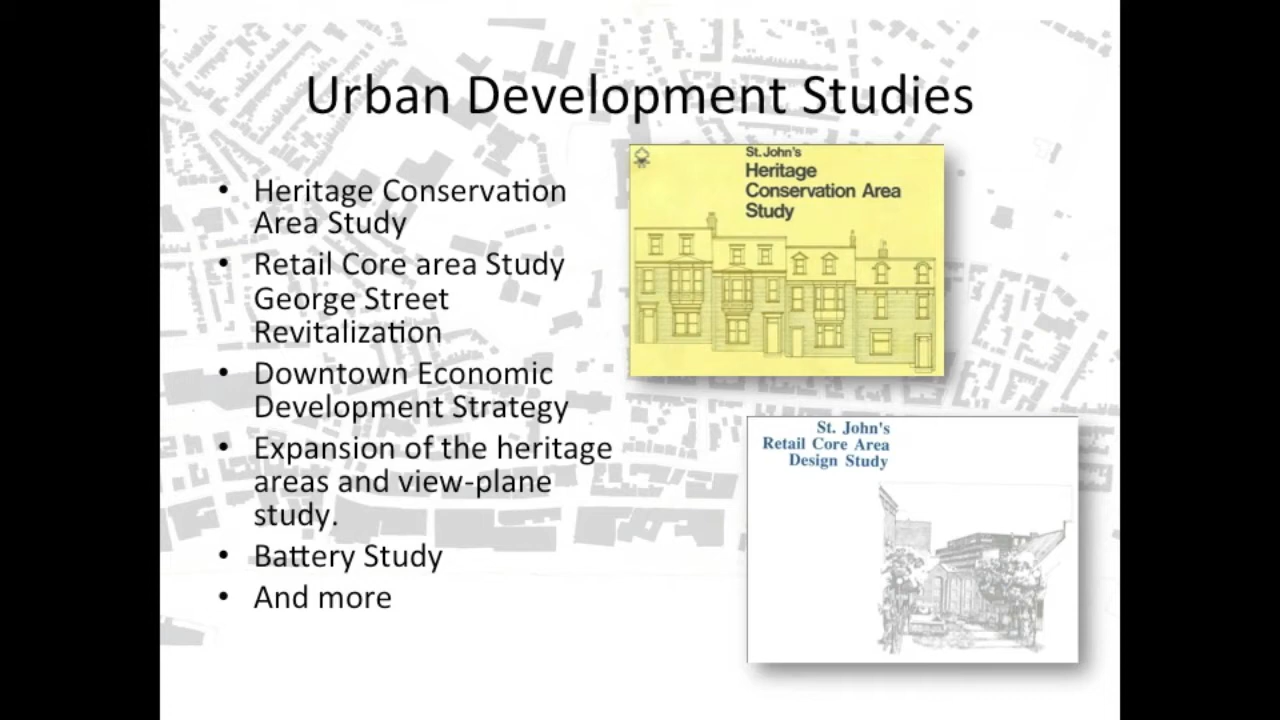 Urban Development Studies
• Heritage Conservation
Area Study
• Retail Core area Study
George Street
Revitalization
• Downtown Economic
Development Strategy
• Expansion of the heritage
areas and view-plane
study.
• Battery Study
• And more
St. John's
Heritage
Conservation Area
Study
St. John's
Retail Core Area
Design Study